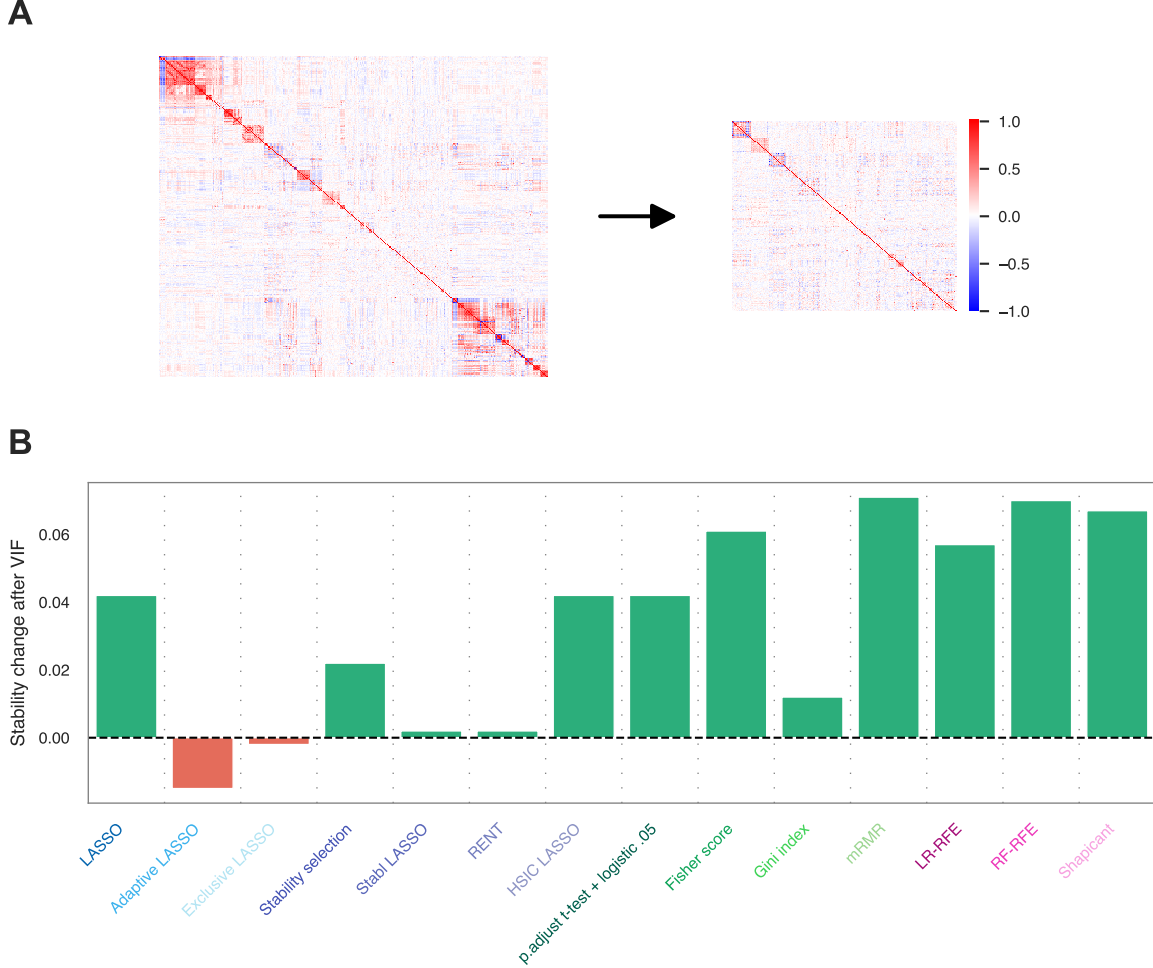 A
1.0
0.5
0.0
−0.5
−1.0
B
Stability change after VIF
0.06
0.04
0.02
0.00
LASSO
Adaptive LASSO
Exclusive LASSO
Stability selection
Stabl LASSO
RENT
HSIC LASSO
p.adjust t-test + logistic .05
Fisher score
Gini index
mRMR
LR-RFE
RF-RFE
Shapicant